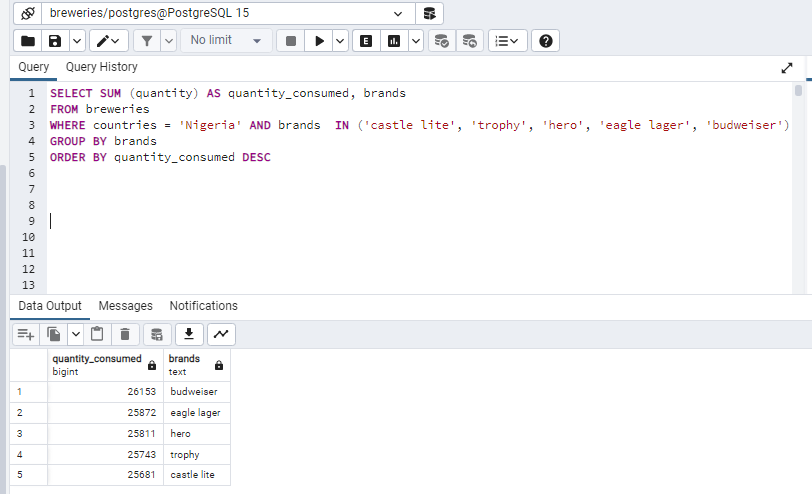 breweries/postgres@PostgreSQL 15
No limit
E
Query Query History
1 SELECT SUM (quantity) AS quantity_consumed, brands
2 FROM breweries
3 WHERE countries = 'Nigeria' AND brands  IN ('castle lite', 'trophy', 'hero', 'eagle lager', 'budweiser')
4 GROUP BY brands
5 ORDER BY quantity_consumed DESC
6
7
8
9
10
11
12
13
Data Output Messages Notifications
quantity_consumed brands
bigint text
1 26153 budweiser
2 25872 eagle lager
3 25811 hero
4 25743 trophy
5 25681 castle lite